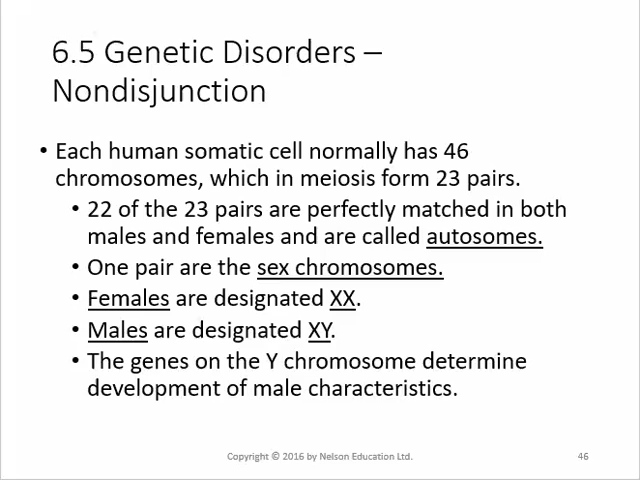 6.5 Genetic Disorders –
Nondisjunction
• Each human somatic cell normally has 46
chromosomes, which in meiosis form 23 pairs.
• 22 of the 23 pairs are perfectly matched in both
males and females and are called autosomes.
• One pair are the sex chromosomes.
• Females are designated XX.
• Males are designated XY.
• The genes on the Y chromosome determine
development of male characteristics.
Copyright © 2016 by Nelson Education Ltd.
46